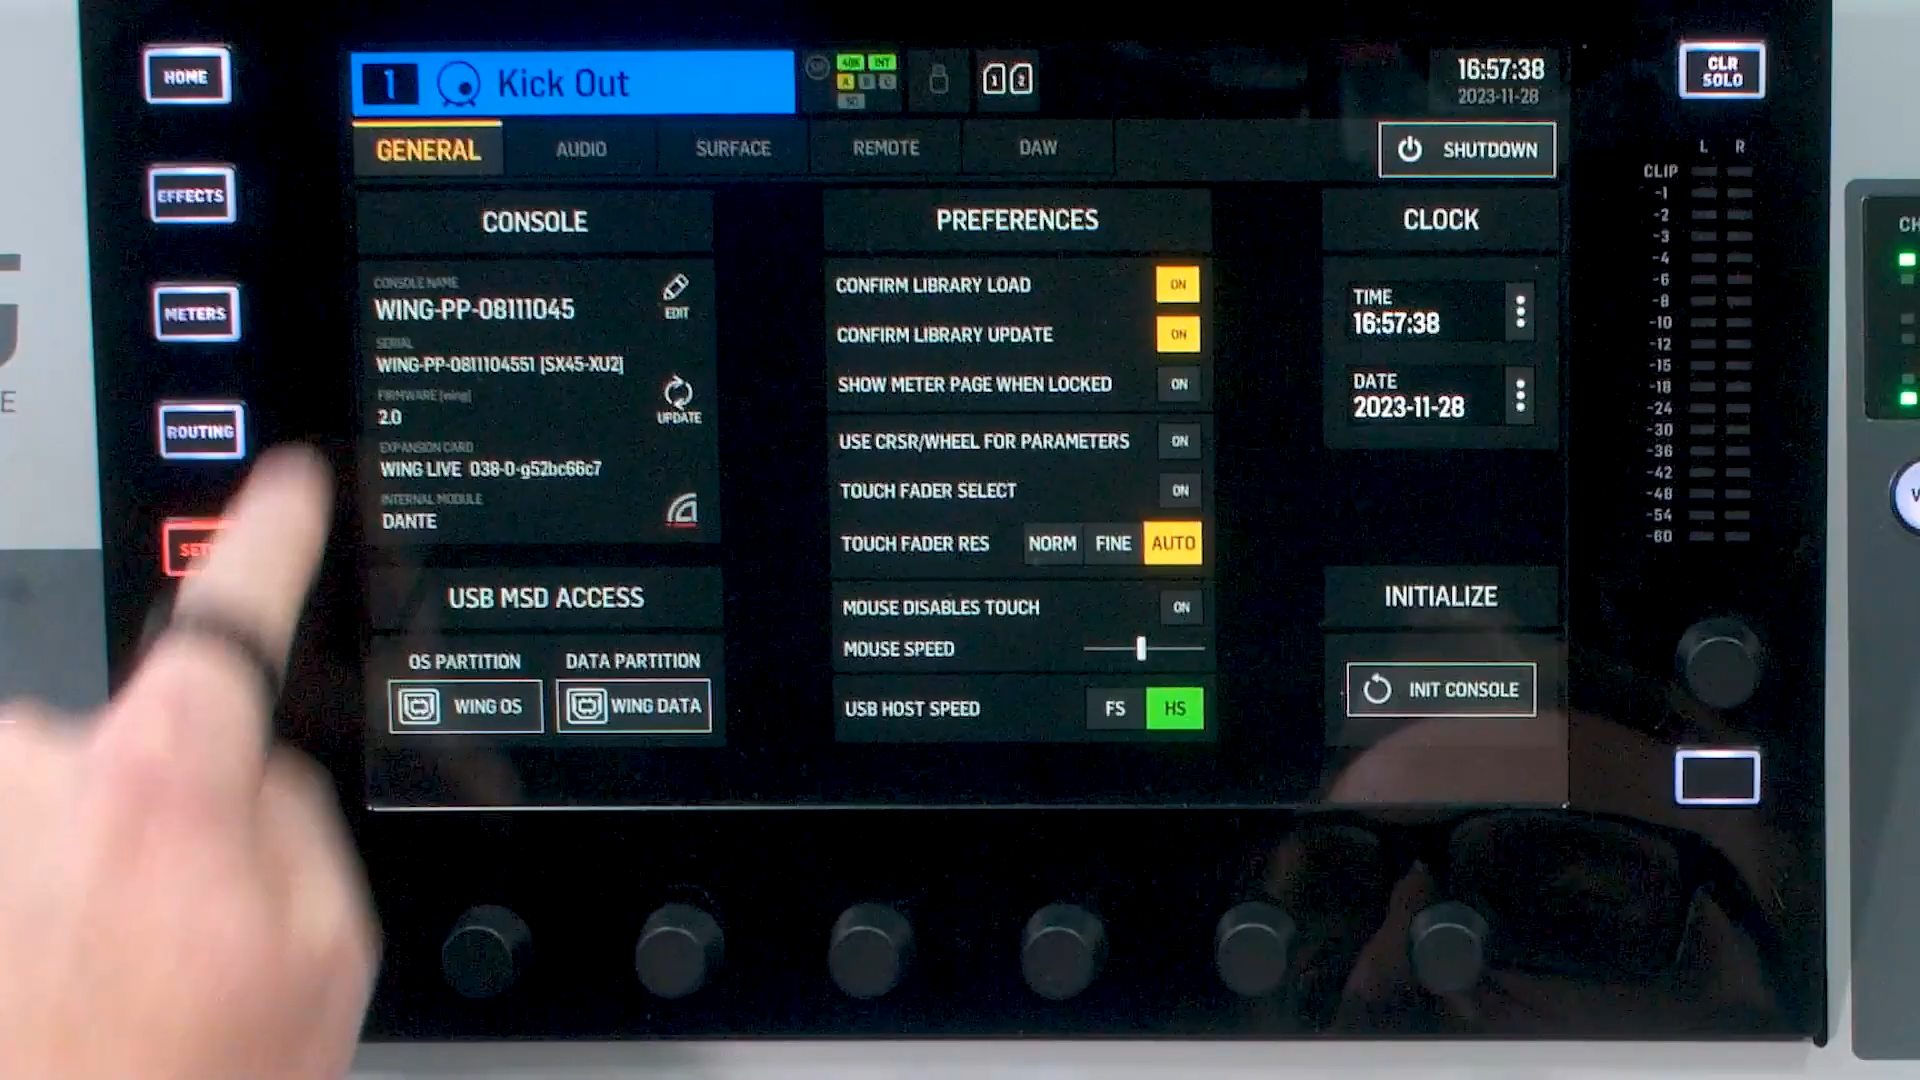 HOME
EFFECTS
METERS
ROUTING
1 Kick Out
48K INT
A B C
SD
1 2
16:57:38
2023-11-28
CLR SOLO
GENERAL
AUDIO
SURFACE
REMOTE
DAW
SHUTDOWN
CONSOLE
CONSOLE NAME
WING-PP-08111045
EDIT
SERIAL
WING-PP-0811104551 [SX45-XU2]
FIRMWARE [wing]
2.0
UPDATE
EXPANSION CARD
WING LIVE 038-0-g52bc66c7
INTERNAL MODULE
DANTE
USB MSD ACCESS
OS PARTITION
WING OS
DATA PARTITION
WING DATA
PREFERENCES
CONFIRM LIBRARY LOAD ON
CONFIRM LIBRARY UPDATE ON
SHOW METER PAGE WHEN LOCKED ON
USE CRSR/WHEEL FOR PARAMETERS ON
TOUCH FADER SELECT ON
TOUCH FADER RES NORM FINE AUTO
MOUSE DISABLES TOUCH ON
MOUSE SPEED
USB HOST SPEED FS HS
CLOCK
TIME
16:57:38
DATE
2023-11-28
INITIALIZE
INIT CONSOLE
L R
CLIP
-1
-2
-3
-4
-6
-8
-10
-12
-15
-18
-24
-30
-36
-42
-48
-54
-60